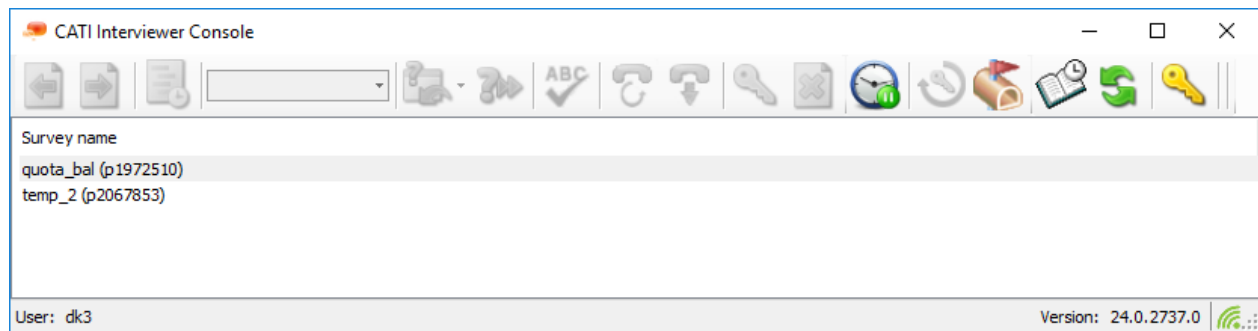 CATI Interviewer Console
ABC
Survey name
quota_bal (p1972510)
temp_2 (p2067853)
User: dk3 Version: 24.0.2737.0